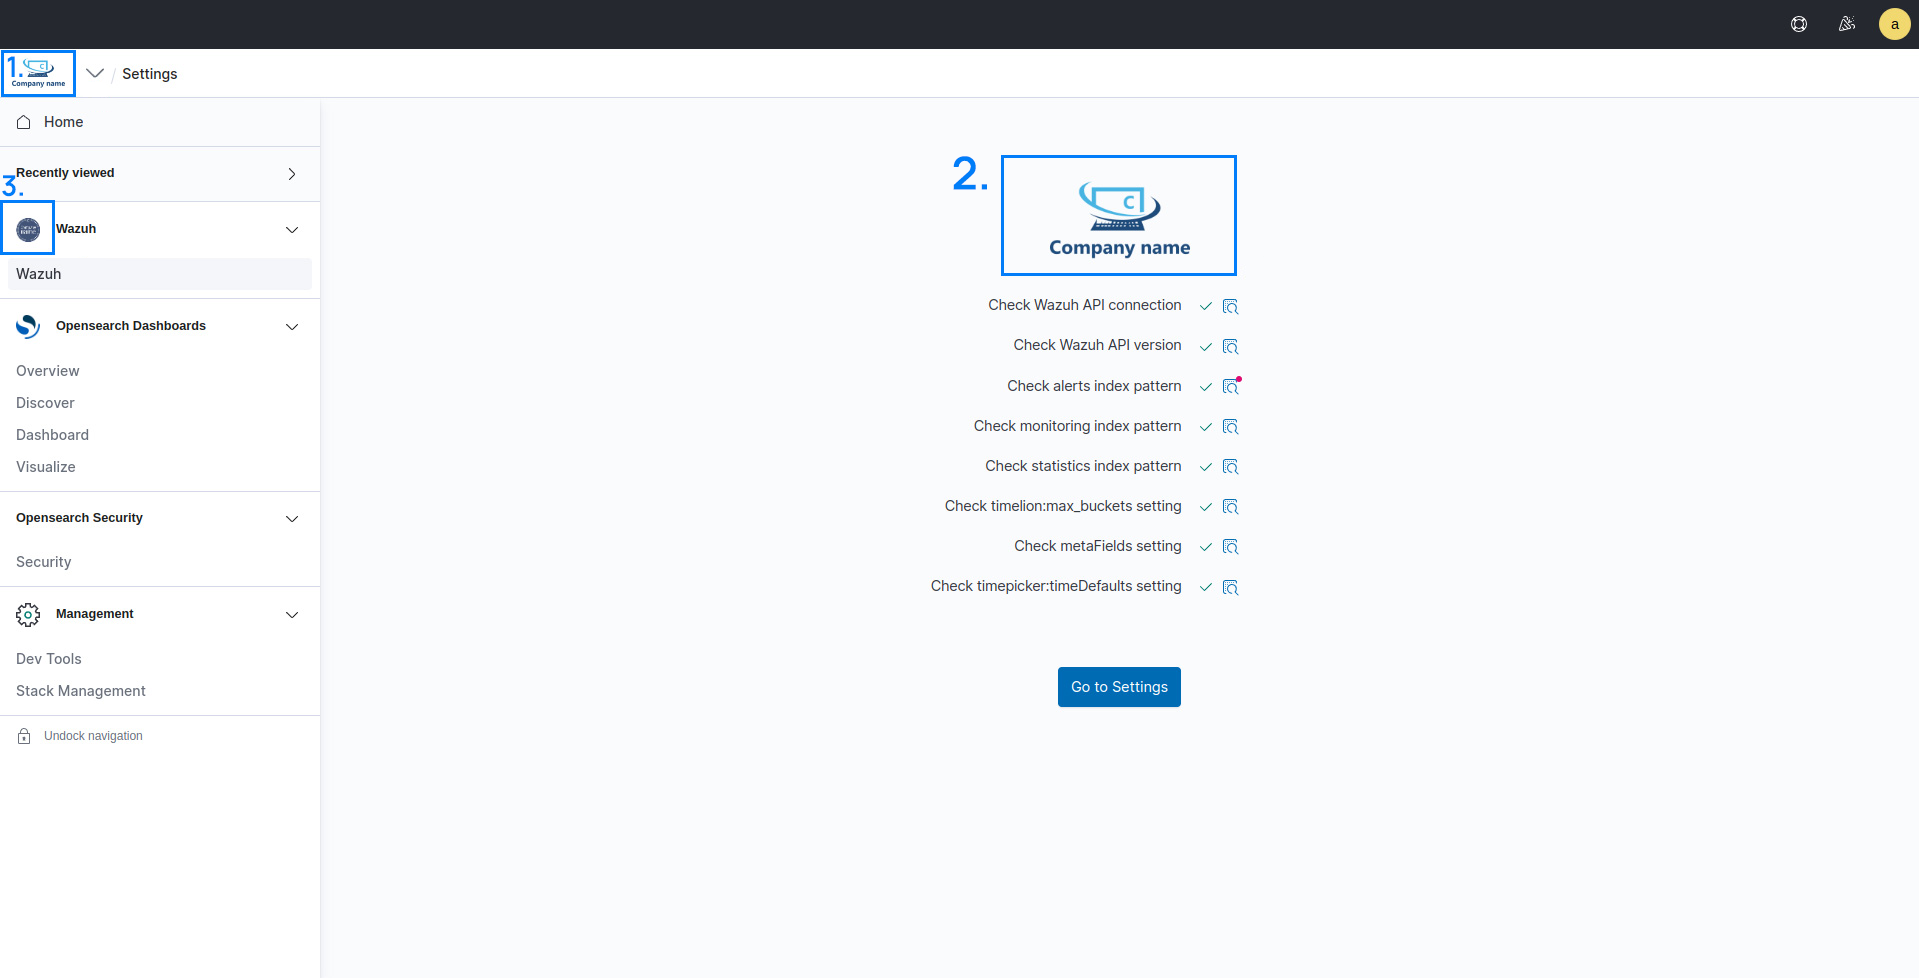 a
1.
C
Company name
Settings
Home
Recently viewed
3.
Wazuh
Wazuh
Opensearch Dashboards
Overview
Discover
Dashboard
Visualize
Opensearch Security
Security
Management
Dev Tools
Stack Management
Undock navigation
2.
C
Company name
Check Wazuh API connection
Check Wazuh API version
Check alerts index pattern
Check monitoring index pattern
Check statistics index pattern
Check timelion:max_buckets setting
Check metaFields setting
Check timepicker:timeDefaults setting
Go to Settings